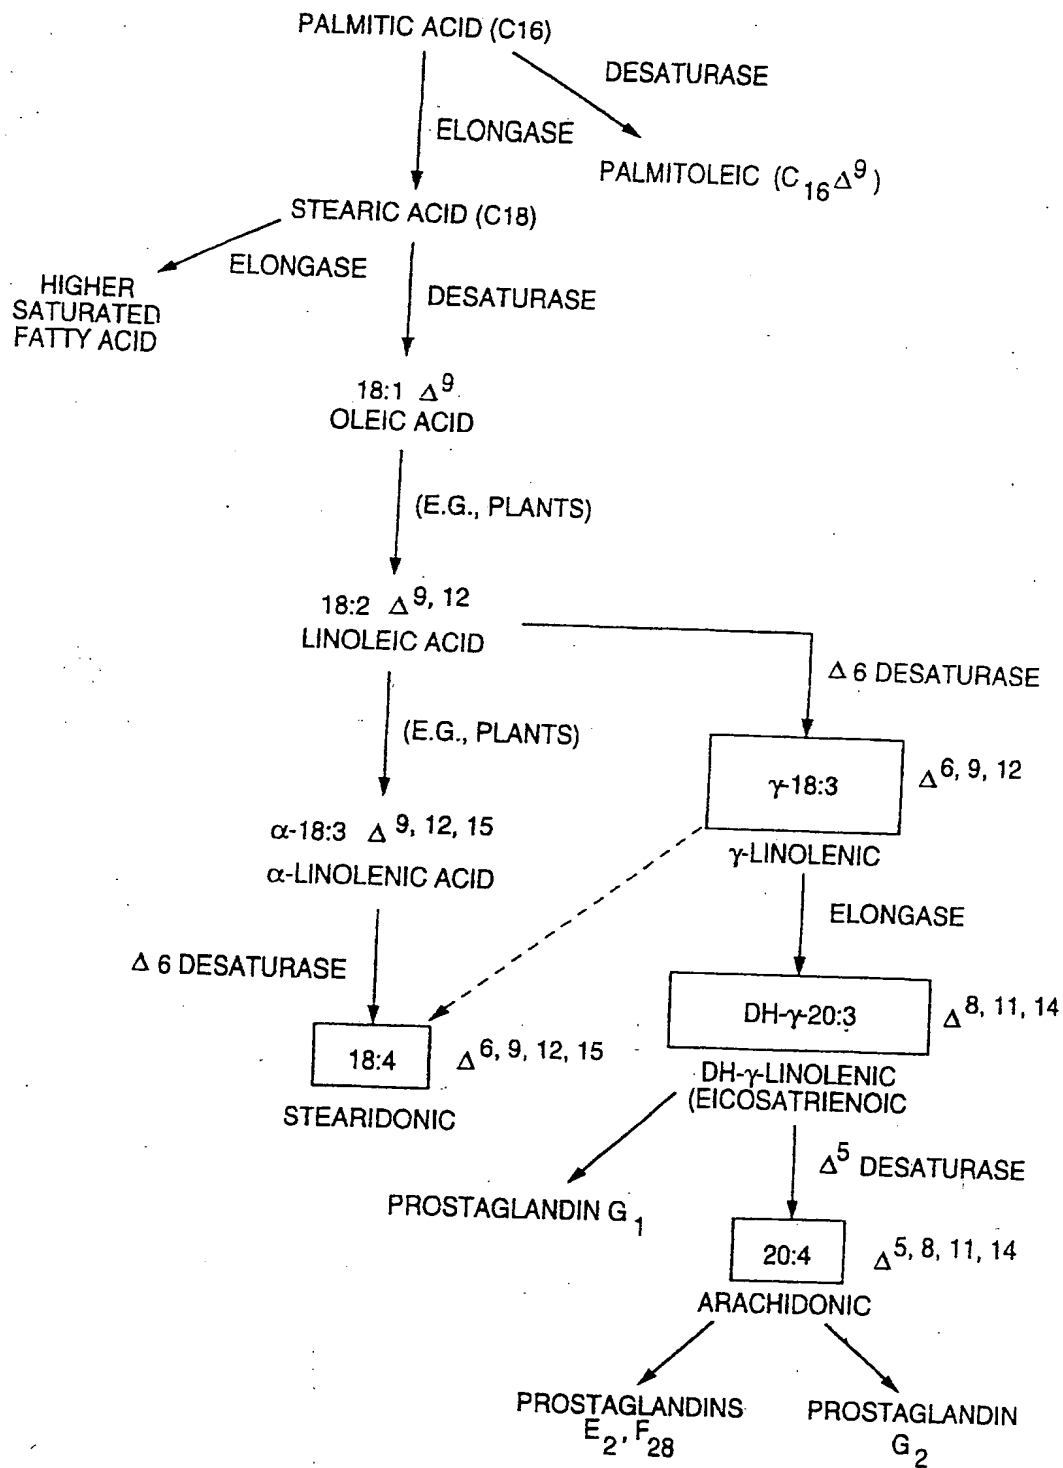 PALMITIC ACID (C16)
DESATURASE
ELONGASE
PALMITOLEIC (C16Δ9)
STEARIC ACID (C18)
ELONGASE
HIGHER
SATURATED
FATTY ACID
DESATURASE
18:1 Δ9
OLEIC ACID
(E.G., PLANTS)
18:2 Δ9, 12
LINOLEIC ACID
Δ 6 DESATURASE
(E.G., PLANTS)
γ-18:3 Δ6, 9, 12
γ-LINOLENIC
α-18:3 Δ9, 12, 15
α-LINOLENIC ACID
ELONGASE
Δ 6 DESATURASE
DH-γ-20:3 Δ8, 11, 14
DH-γ-LINOLENIC
(EICOSATRIENOIC
18:4 Δ6, 9, 12, 15
STEARIDONIC
Δ5 DESATURASE
PROSTAGLANDIN G1
20:4 Δ5, 8, 11, 14
ARACHIDONIC
PROSTAGLANDINS
E2, F28
PROSTAGLANDIN
G2